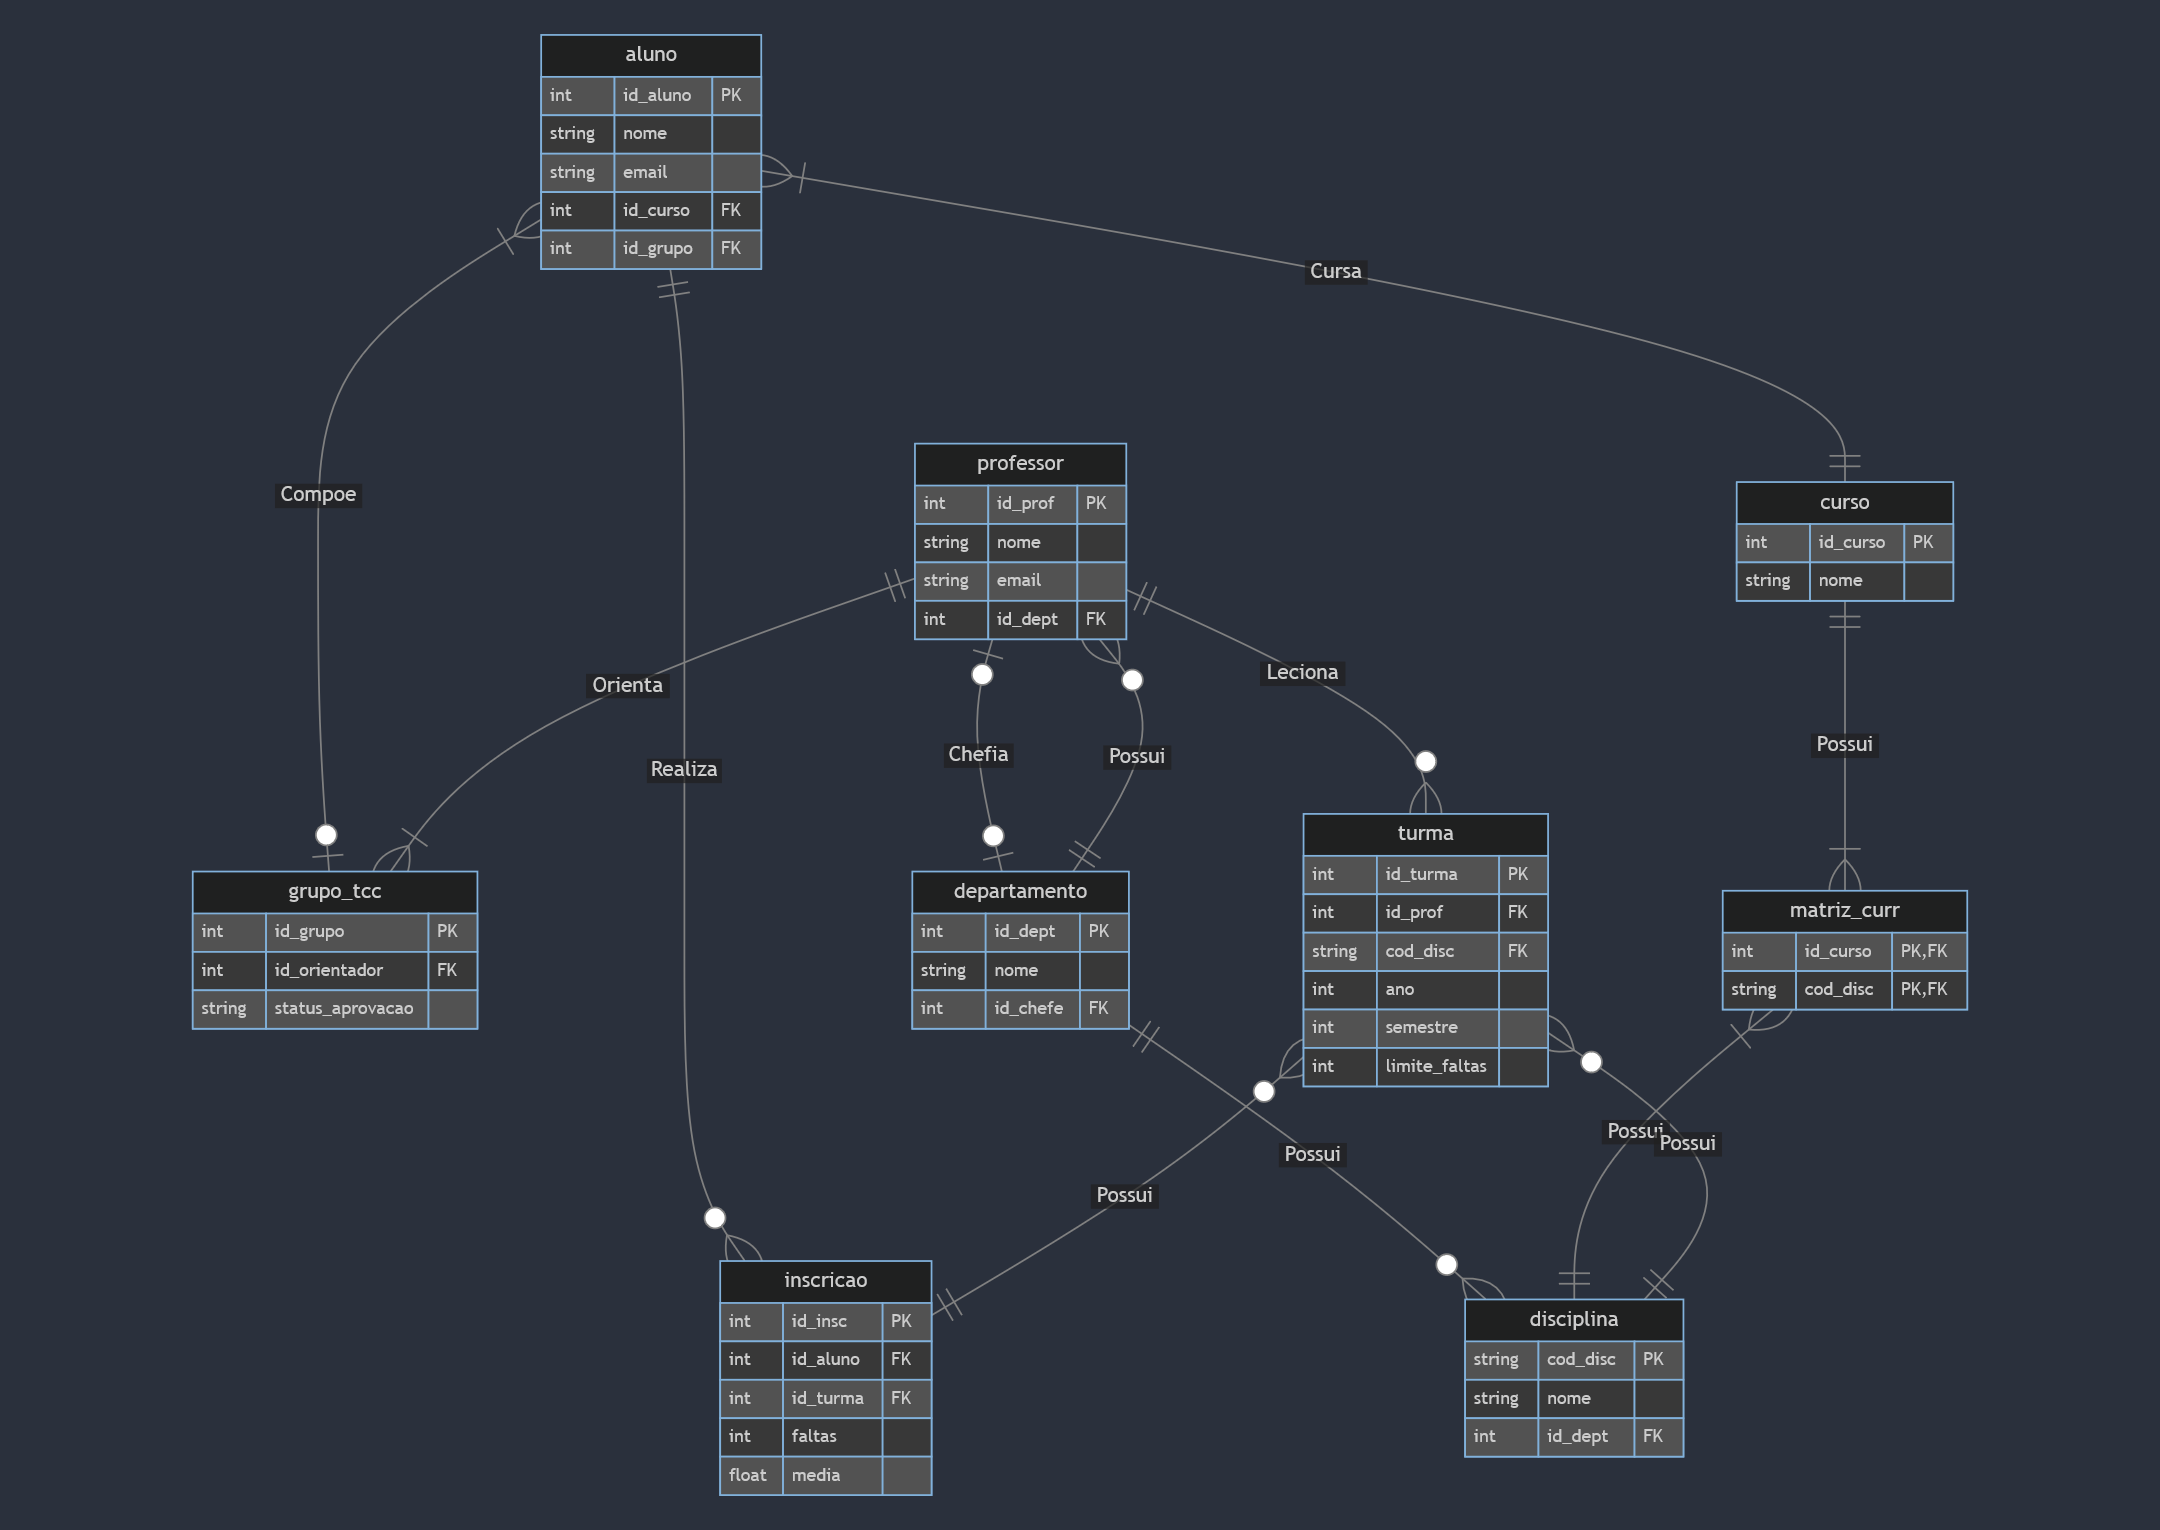 aluno
int id_aluno PK
string nome
string email
int id_curso FK
int id_grupo FK
Cursa
professor
int id_prof PK
string nome
string email
int id_dept FK
curso
int id_curso PK
string nome
Compoe
Orienta
Realiza
Chefia
Possui
Leciona
Possui
grupo_tcc
int id_grupo PK
int id_orientador FK
string status_aprovacao
departamento
int id_dept PK
string nome
int id_chefe FK
turma
int id_turma PK
int id_prof FK
string cod_disc FK
int ano
int semestre
int limite_faltas
matriz_curr
int id_curso PK,FK
string cod_disc PK,FK
Possui
Possui
Possui
Possui
inscricao
int id_insc PK
int id_aluno FK
int id_turma FK
int faltas
float media
disciplina
string cod_disc PK
string nome
int id_dept FK